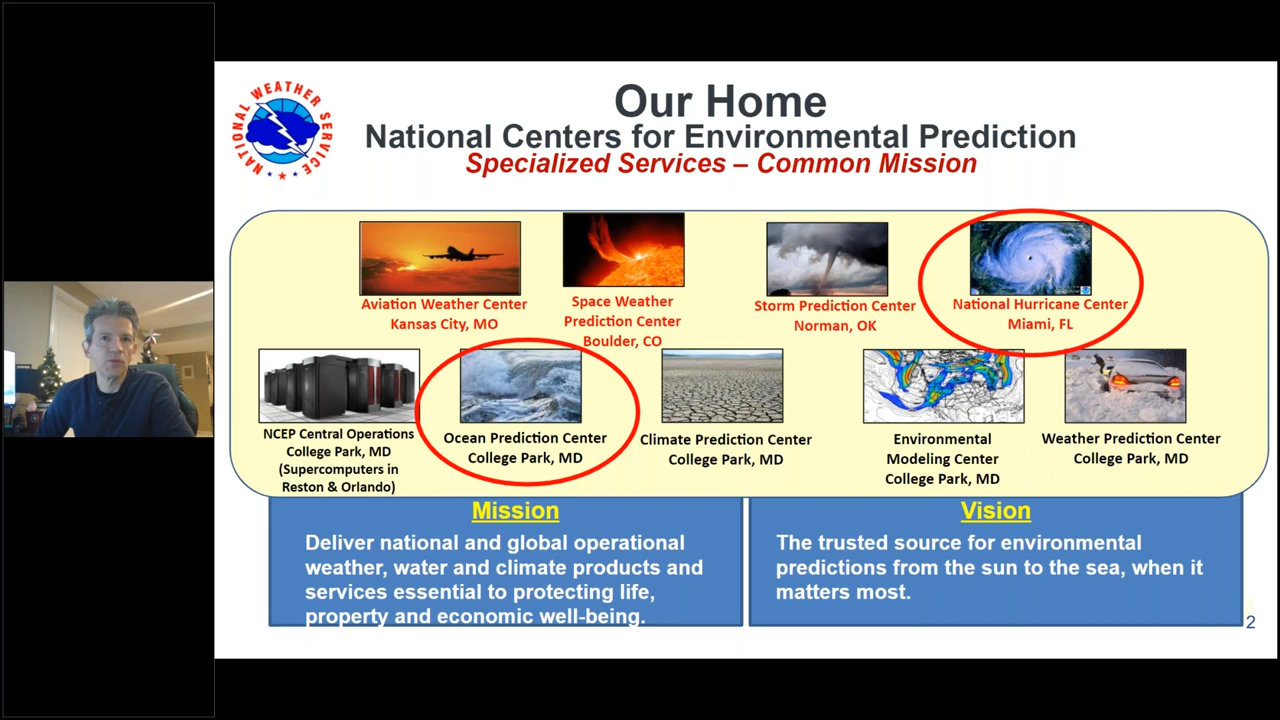 NATIONAL WEATHER SERVICE
Our Home
National Centers for Environmental Prediction
Specialized Services – Common Mission
Aviation Weather Center
Kansas City, MO
Space Weather
Prediction Center
Boulder, CO
Storm Prediction Center
Norman, OK
National Hurricane Center
Miami, FL
NCEP Central Operations
College Park, MD
(Supercomputers in
Reston & Orlando)
Ocean Prediction Center
College Park, MD
Climate Prediction Center
College Park, MD
Environmental
Modeling Center
College Park, MD
Weather Prediction Center
College Park, MD
Mission
Deliver national and global operational
weather, water and climate products and
services essential to protecting life,
property and economic well-being.
Vision
The trusted source for environmental
predictions from the sun to the sea, when it
matters most.
2